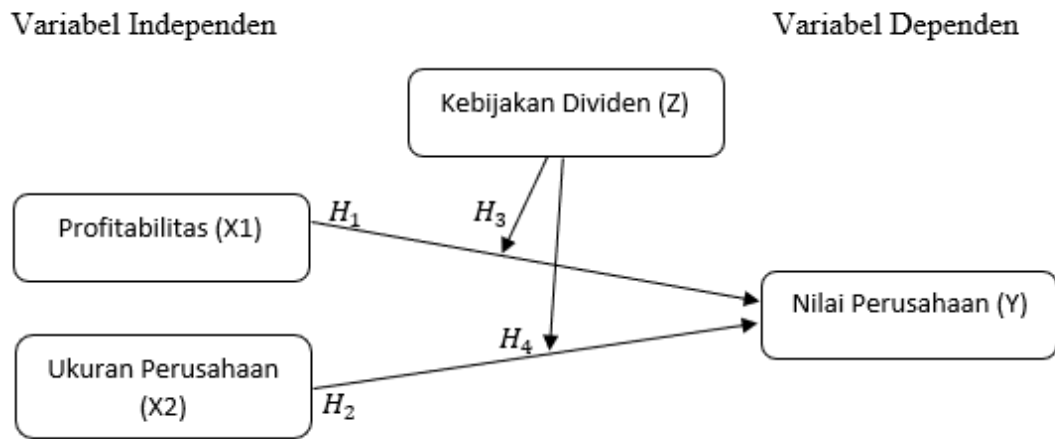 Variabel Independen
Variabel Dependen
Kebijakan Dividen (Z)
Profitabilitas (X1)
H₁
H₃
Nilai Perusahaan (Y)
Ukuran Perusahaan
(X2)
H₄
H₂